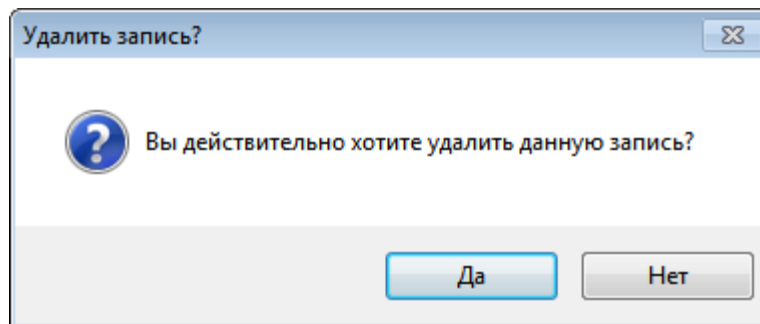 Удалить запись?
Вы действительно хотите удалить данную запись?
Да
Нет